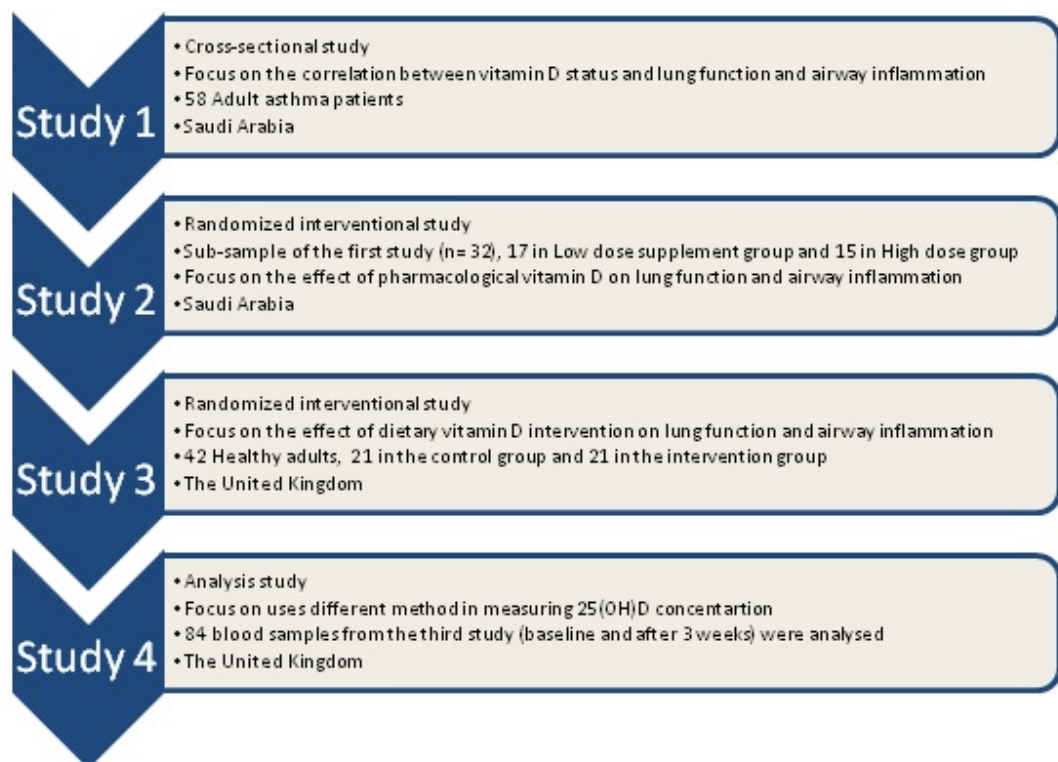 Study 1
• Cross-sectional study
• Focus on the correlation between vitamin D status and lung function and airway inflammation
• 58 Adult asthma patients
• Saudi Arabia
Study 2
• Randomized interventional study
• Sub-sample of the first study (n= 32), 17 in Low dose supplement group and 15 in High dose group
• Focus on the effect of pharmacological vitamin D on lung function and airway inflammation
• Saudi Arabia
Study 3
• Randomized interventional study
• Focus on the effect of dietary vitamin D intervention on lung function and airway inflammation
• 42 Healthy adults, 21 in the control group and 21 in the intervention group
• The United Kingdom
Study 4
• Analysis study
• Focus on uses different method in measuring 25(OH)D concentartion
• 84 blood samples from the third study (baseline and after 3 weeks) were analysed
• The United Kingdom